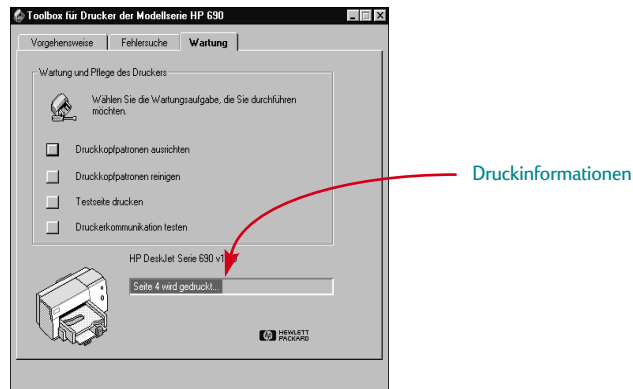 Toolbox für Drucker der Modellserie HP 690
Vorgehensweise Fehlersuche Wartung
Wartung und Pflege des Druckers
Wählen Sie die Wartungsaufgabe, die Sie durchführen
möchten.
Druckkopfpatronen ausrichten
Druckkopfpatronen reinigen
Testseite drucken
Druckerkommunikation testen
Druckinformationen
HP DeskJet Serie 690
Seite 4 wird gedruckt...
HEWLETT
PACKARD